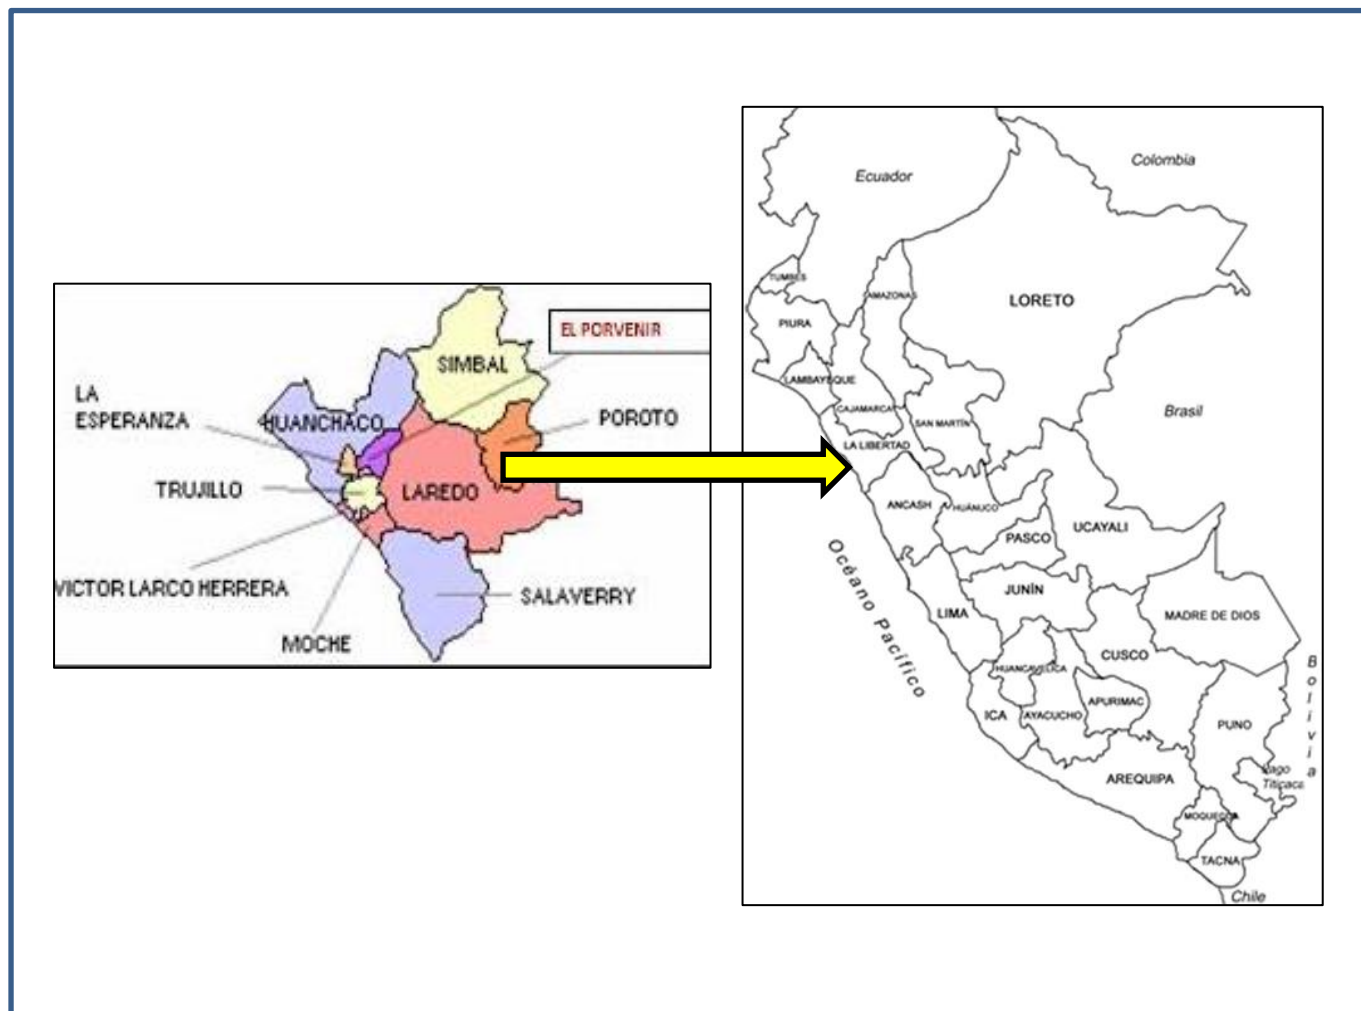 EL PORVENIR
SIMBAL
LA
ESPERANZA
HUANCHACO
POROTO
TRUJILLO
LAREDO
VICTOR LARCO HERRERA
SALAVERRY
MOCHE
Colombia
Ecuador
TUMBES
AMAZONAS
LORETO
PIURA
LAMBAYEQUE
CAJAMARCA
Brasil
SAN MARTÍN
LA LIBERTAD
ANCASH
HUÁNUCO
UCAYALI
PASCO
Océano Pacífico
JUNÍN
LIMA
MADRE DE DIOS
CUSCO
HUANCAVELICA
Bolivia
APURIMAC
ICA
AYACUCHO
PUNO
AREQUIPA
Lago
Titicaca
MOQUEGUA
TACNA
Chile